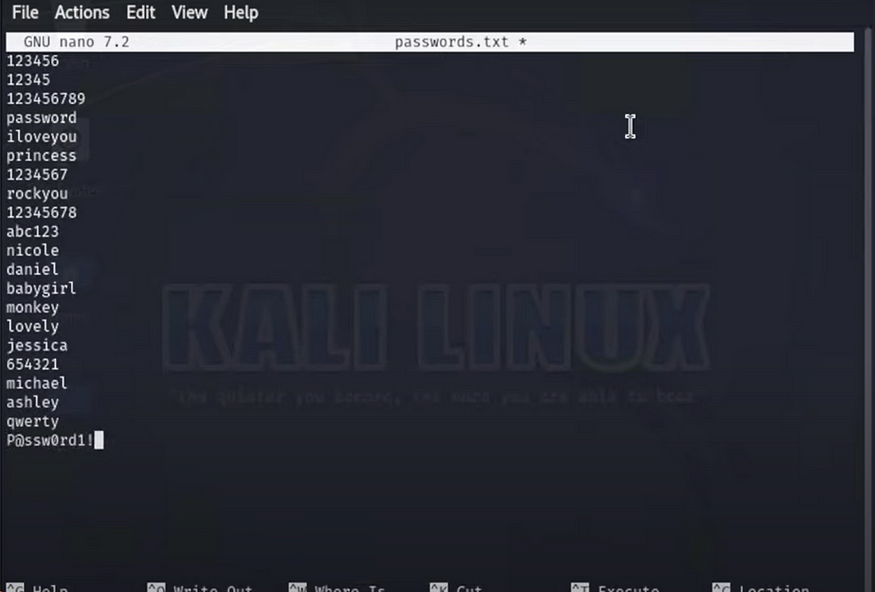 File Actions Edit View Help
GNU nano 7.2 passwords.txt *
123456
12345
123456789
password
iloveyou
princess
1234567
rockyou
12345678
abc123
nicole
daniel
babygirl
monkey
lovely
jessica
654321
michael
ashley
qwerty
P@ssw0rd1!
KALI LINUX
"the quieter you become, the more you are able to hear"
^G Help ^O Write Out ^W Where Is ^K Cut ^T Execute ^C Location